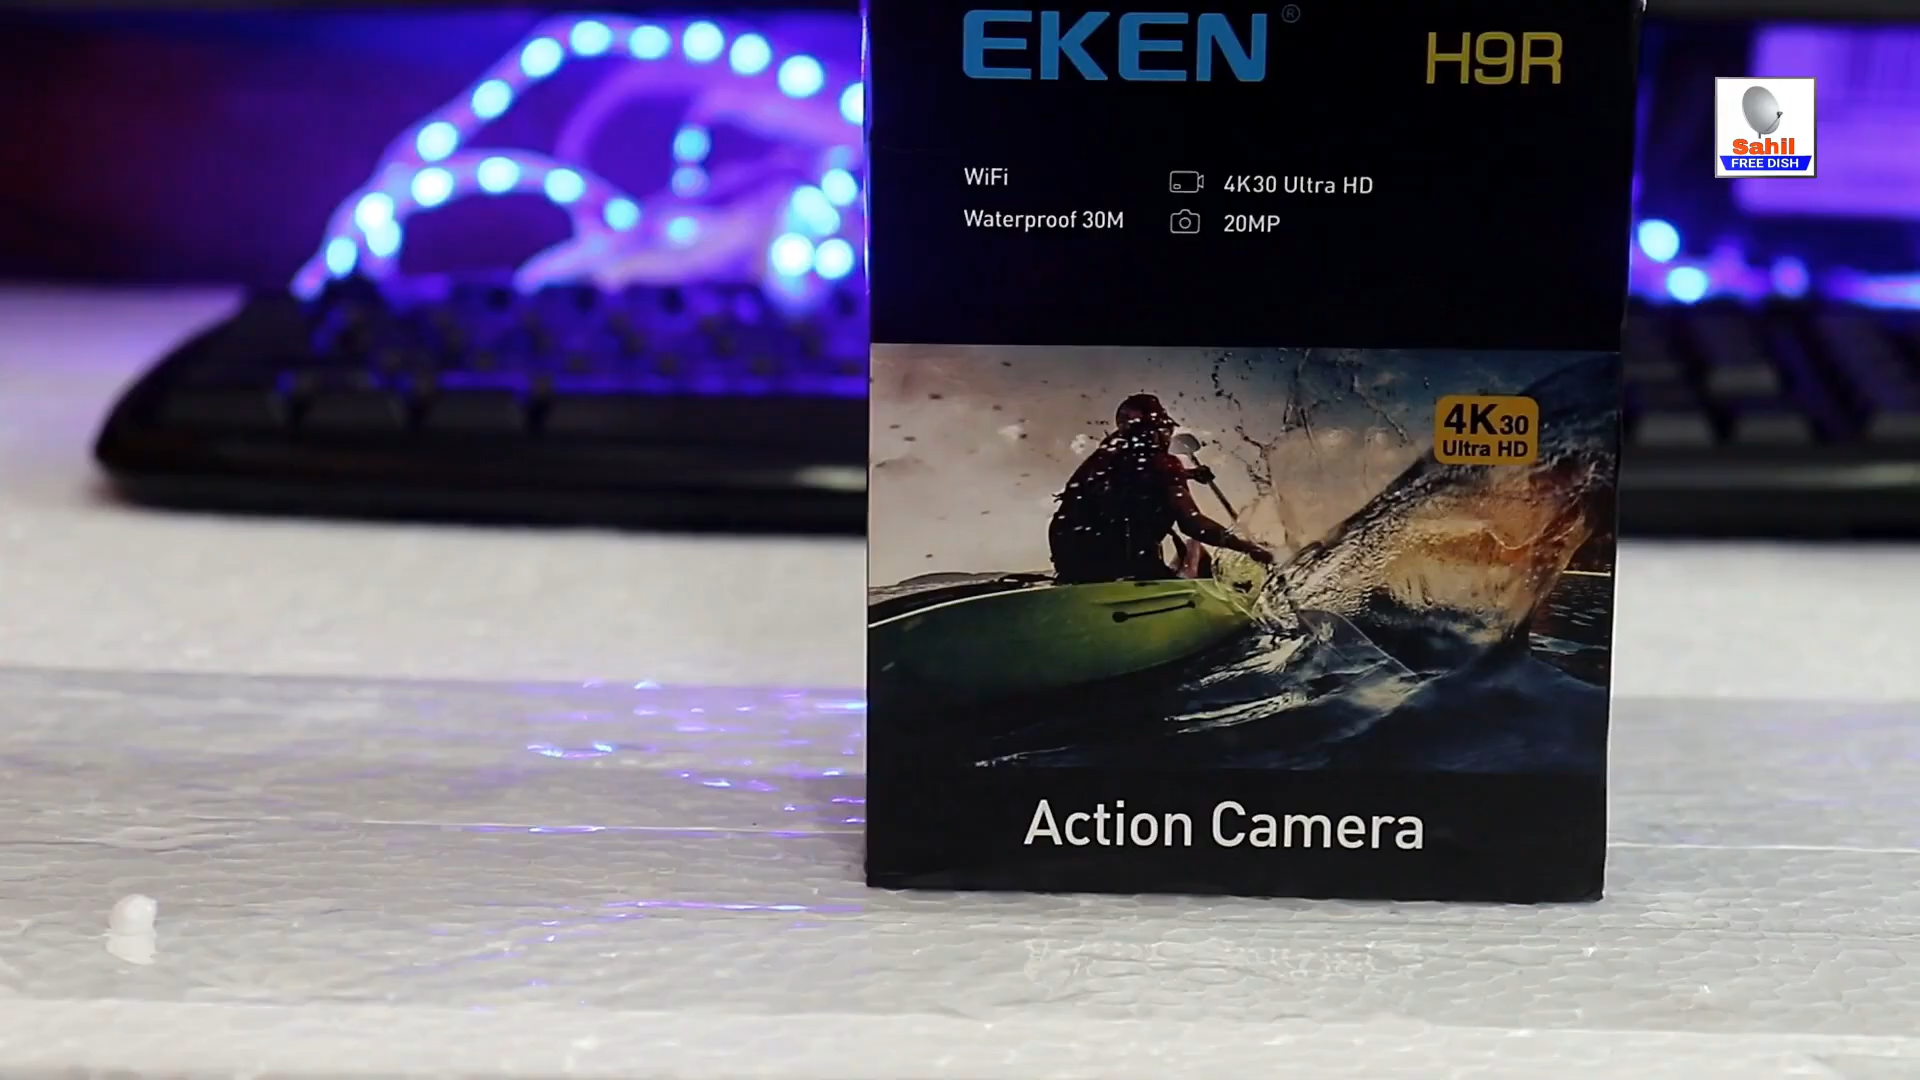 EKEN®
H9R
WiFi
4K30 Ultra HD
Waterproof 30M
20MP
4K30
Ultra HD
Action Camera
Sahil
FREE DISH